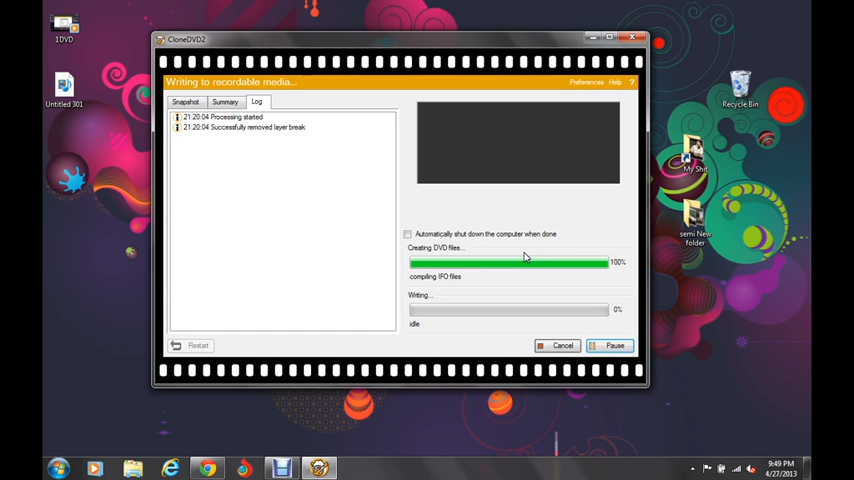 1DVD
Untitled 301
CloneDVD2
Writing to recordable media...
Preferences Help ?
Snapshot Summary Log
21:20:04 Processing started
21:20:04 Successfully removed layer break
Automatically shut down the computer when done
Creating DVD files...
100%
compiling IFO files
Writing...
0%
idle
Restart
Cancel
Pause
Recycle Bin
My Shit
semi New
folder
9:49 PM
4/27/2013